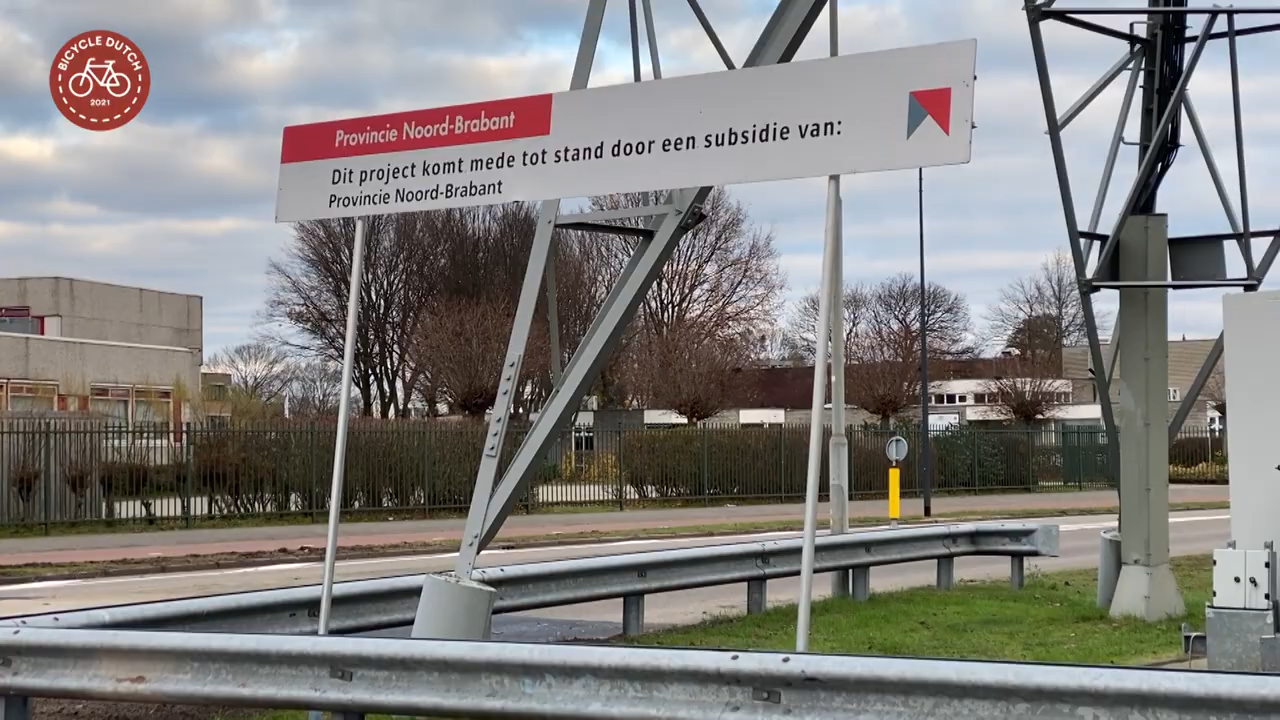 BICYCLE DUTCH
2021
Provincie Noord-Brabant
Dit project komt mede tot stand door een subsidie van:
Provincie Noord-Brabant